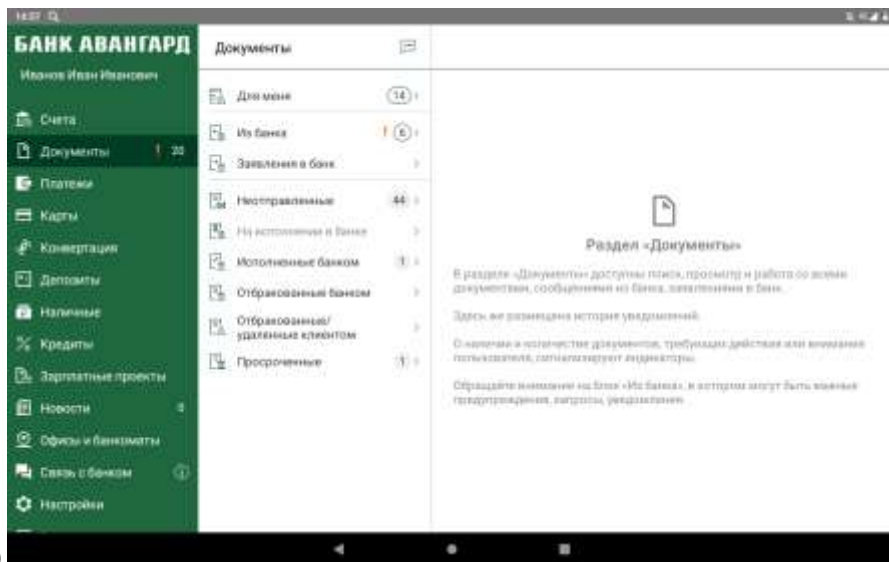 14:07
БАНК АВАНГАРД
Иванов Иван Иванович
Счета
Документы ! 20
Платежи
Карты
Конвертация
Депозиты
Наличные
Кредиты
Зарплатные проекты
Новости
Офисы и банкоматы
Связь с банком
Настройки
Документы
Для меня 14
Из банка ! 6
Заявления в банк
Неотправленные 44
На исполнении в банке
Исполненные банком 1
Отбракованные банком
Отбракованные/
удаленные клиентом
Просроченные 1
Раздел «Документы»
В разделе «Документы» доступны поиск, просмотр и работа со всеми
документами, сообщениями из банка, заявлениями в банк.
Здесь же размещена история уведомлений.
О наличии и количестве документов, требующих действия или внимания
пользователя, сигнализируют индикаторы.
Обращайте внимание на блок «Из банка», в котором могут быть важные
предупреждения, запросы, уведомления.